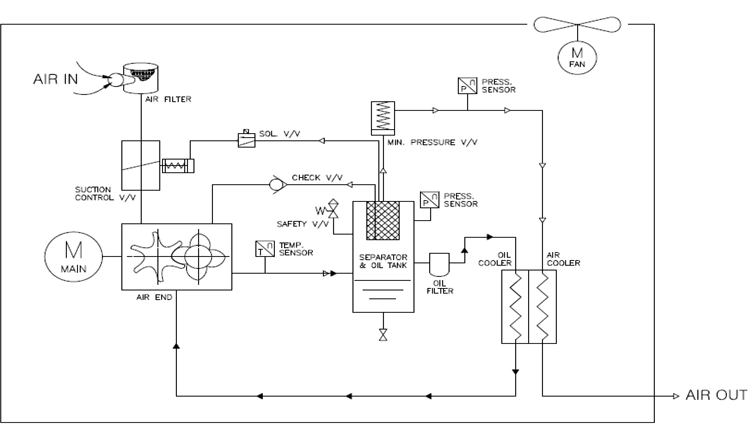 M
FAN
AIR IN
AIR FILTER
PRESS.
SENSOR
P
SOL. V/V
MIN. PRESSURE V/V
SUCTION
CONTROL V/V
CHECK V/V
PRESS.
SENSOR
P
SAFETY V/V
M
MAIN
TEMP.
SENSOR
T
SEPARATOR
& OIL TANK
OIL
FILTER
OIL
COOLER
AIR
COOLER
AIR END
AIR OUT